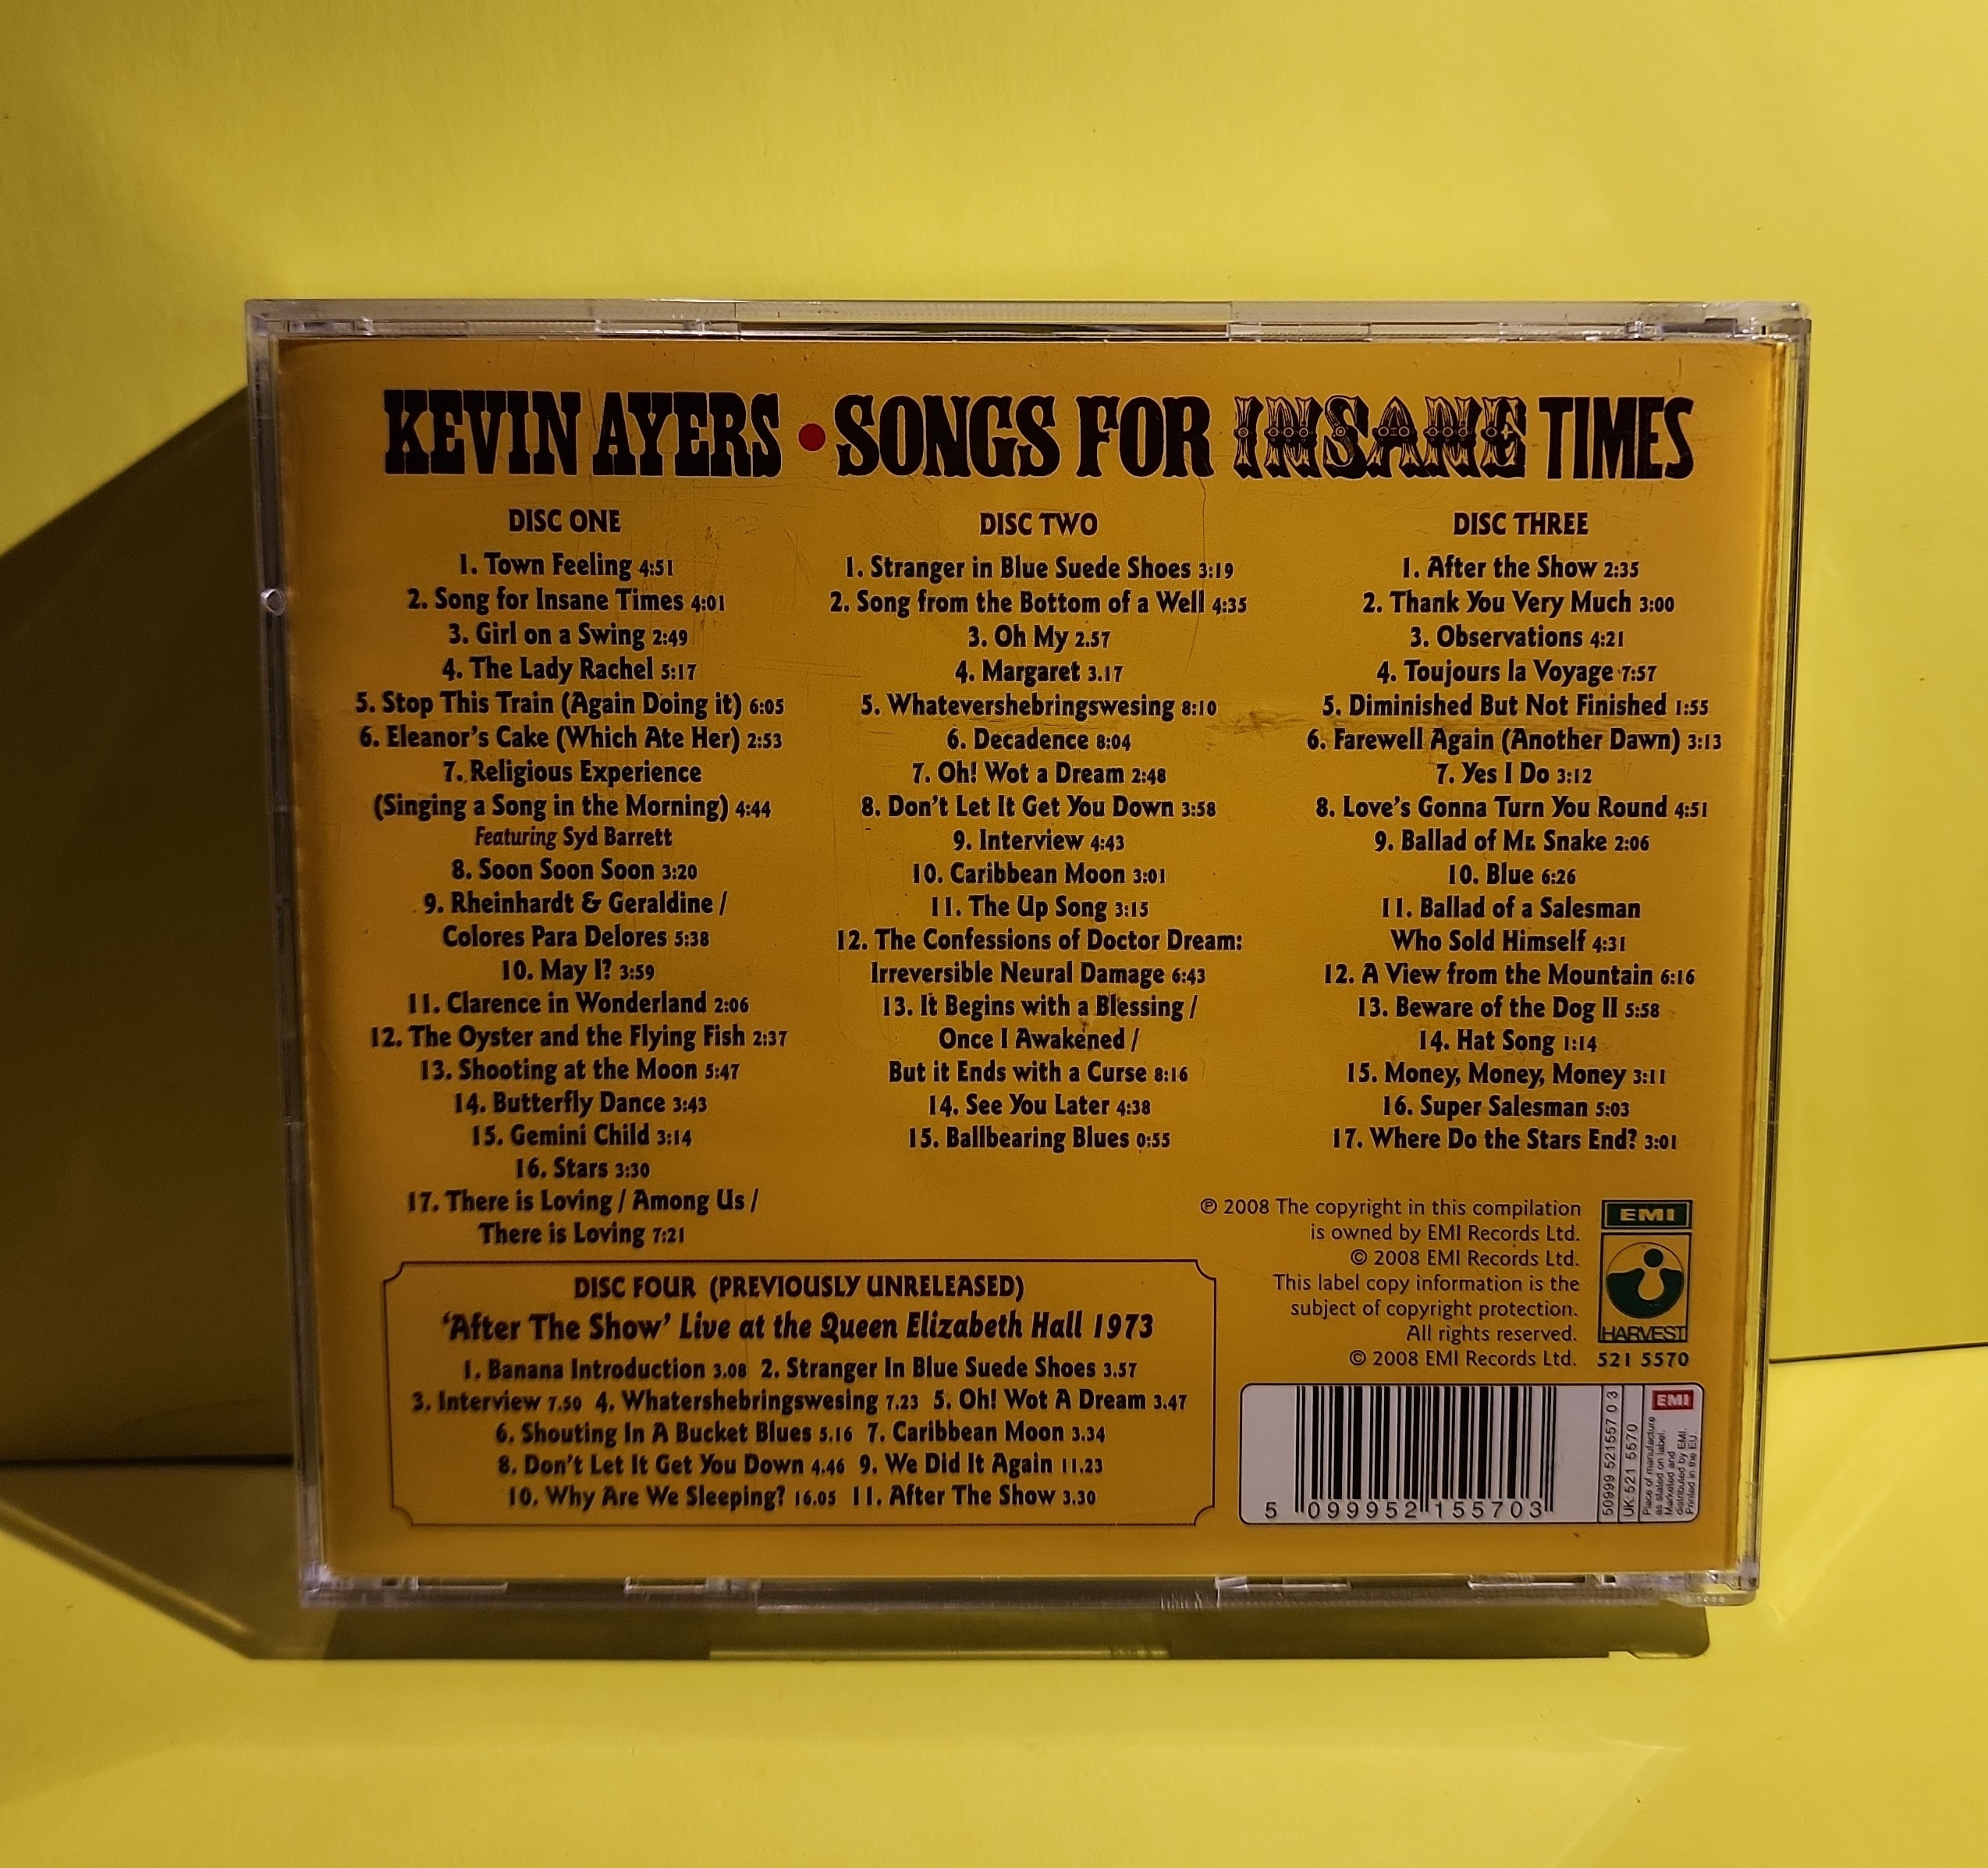 KEVIN AYERS • SONGS FOR INSANE TIMES
DISC ONE
1. Town Feeling 4:51
2. Song for Insane Times 4:01
3. Girl on a Swing 2:49
4. The Lady Rachel 5:17
5. Stop This Train (Again Doing it) 6:05
6. Eleanor's Cake (Which Ate Her) 2:53
7. Religious Experience
(Singing a Song in the Morning) 4:44
Featuring Syd Barrett
8. Soon Soon Soon 3:20
9. Rheinhardt & Geraldine /
Colores Para Delores 5:38
10. May I? 3:59
11. Clarence in Wonderland 2:06
12. The Oyster and the Flying Fish 2:37
13. Shooting at the Moon 5:47
14. Butterfly Dance 3:43
15. Gemini Child 3:14
16. Stars 3:30
17. There is Loving / Among Us /
There is Loving 7:21
DISC TWO
1. Stranger in Blue Suede Shoes 3:19
2. Song from the Bottom of a Well 4:35
3. Oh My 2.57
4. Margaret 3.17
5. Whatevershebringswesing 8:10
6. Decadence 8:04
7. Oh! Wot a Dream 2:48
8. Don't Let It Get You Down 3:58
9. Interview 4:43
10. Caribbean Moon 3:01
11. The Up Song 3:15
12. The Confessions of Doctor Dream:
Irreversible Neural Damage 6:43
13. It Begins with a Blessing /
Once I Awakened /
But it Ends with a Curse 8:16
14. See You Later 4:38
15. Ballbearing Blues 0:55
DISC THREE
1. After the Show 2:35
2. Thank You Very Much 3:00
3. Observations 4:21
4. Toujours la Voyage 7:57
5. Diminished But Not Finished 1:55
6. Farewell Again (Another Dawn) 3:13
7. Yes I Do 3:12
8. Love's Gonna Turn You Round 4:51
9. Ballad of Mr. Snake 2:06
10. Blue 6:26
11. Ballad of a Salesman
Who Sold Himself 4:31
12. A View from the Mountain 6:16
13. Beware of the Dog II 5:58
14. Hat Song 1:14
15. Money, Money, Money 3:11
16. Super Salesman 5:03
17. Where Do the Stars End? 3:01
DISC FOUR (PREVIOUSLY UNRELEASED)
'After The Show' Live at the Queen Elizabeth Hall 1973
1. Banana Introduction 3.08 2. Stranger In Blue Suede Shoes 3.57
3. Interview 7.50 4. Whatershebringswesing 7.23 5. Oh! Wot A Dream 3.47
6. Shouting In A Bucket Blues 5.16 7. Caribbean Moon 3.34
8. Don't Let It Get You Down 4.46 9. We Did It Again 11.23
10. Why Are We Sleeping? 16.05 11. After The Show 3.30
℗ 2008 The copyright in this compilation
is owned by EMI Records Ltd.
© 2008 EMI Records Ltd.
This label copy information is the
subject of copyright protection.
All rights reserved.
© 2008 EMI Records Ltd.
EMI
HARVEST
521 5570
5 099952 155703
50999 5215570 3
UK: 521 5570
EMI
Place of manufacture
as stated on label.
Marketed and
distributed by EMI.
Printed in the EU.